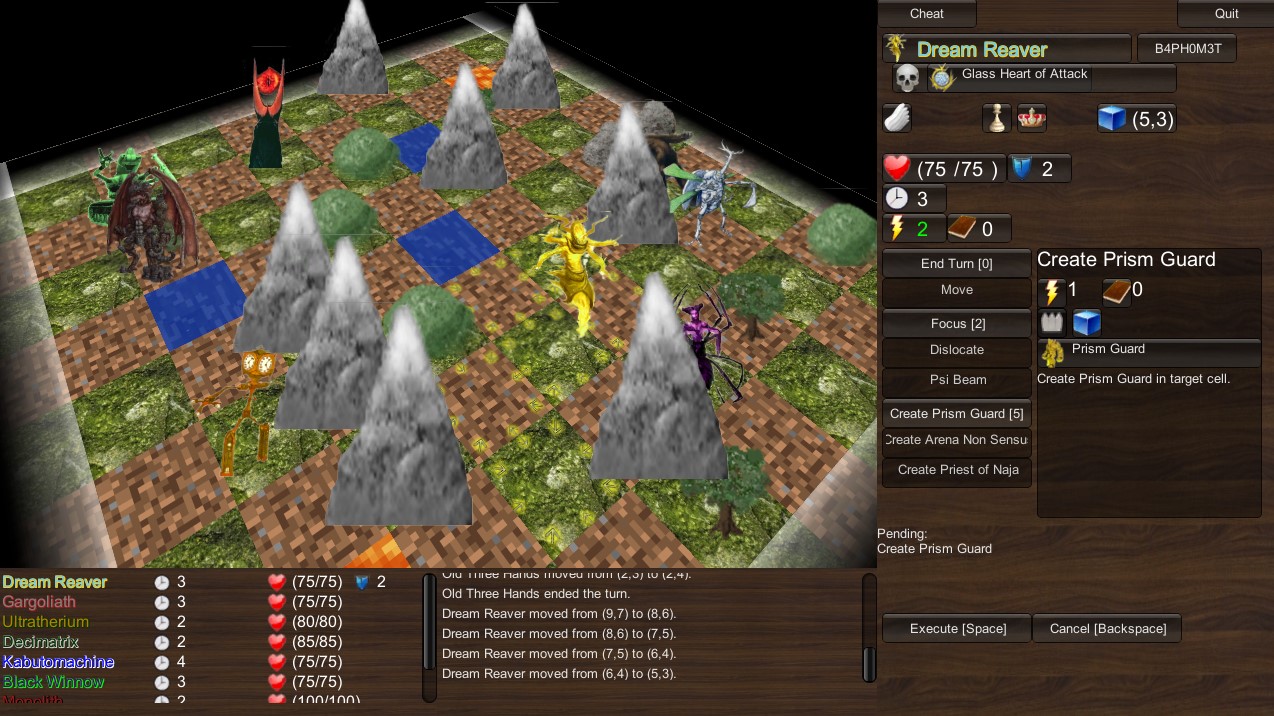 Cheat
Quit
Dream Reaver
B4PH0M3T
Glass Heart of Attack
(5,3)
(75 /75 )
2
3
2
0
End Turn [0]
Move
Focus [2]
Dislocate
Psi Beam
Create Prism Guard [5]
Create Arena Non Sensu
Create Priest of Naja
Create Prism Guard
1
0
Prism Guard
Create Prism Guard in target cell.
Pending:
Create Prism Guard
Execute [Space]
Cancel [Backspace]
Dream Reaver 3 (75/75) 2
Gargoliath 3 (75/75)
Ultratherium 2 (80/80)
Decimatrix 2 (85/85)
Kabutomachine 4 (75/75)
Black Winnow 3 (75/75)
Monolith 2 (100/100)
Old Three Hands moved from (2,3) to (2,4).
Old Three Hands ended the turn.
Dream Reaver moved from (9,7) to (8,6).
Dream Reaver moved from (8,6) to (7,5).
Dream Reaver moved from (7,5) to (6,4).
Dream Reaver moved from (6,4) to (5,3).